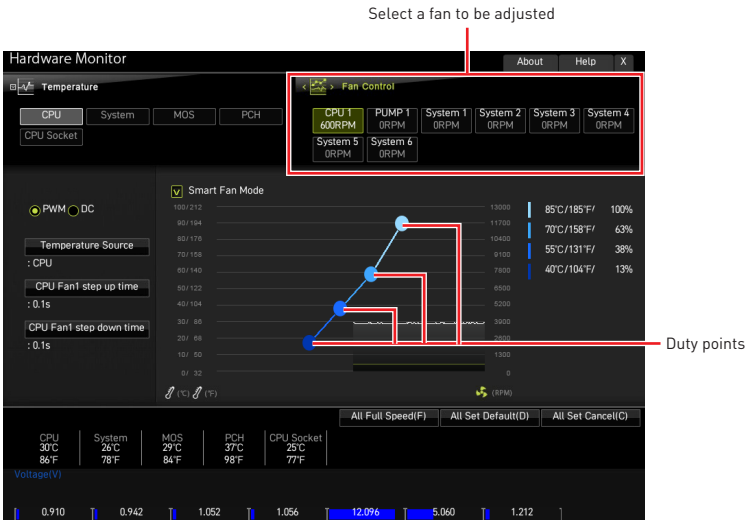 Select a fan to be adjusted
Hardware Monitor
About Help X
Temperature
Fan Control
CPU System MOS PCH
CPU Socket
CPU 1 PUMP 1 System 1 System 2 System 3 System 4
600RPM 0RPM 0RPM 0RPM 0RPM 0RPM
System 5 System 6
0RPM 0RPM
PWM DC
V Smart Fan Mode
Temperature Source
: CPU
CPU Fan1 step up time
: 0.1s
CPU Fan1 step down time
: 0.1s
100/212 13000
90/194 11700
80/176 10400
70/158 9100
60/140 7800
50/122 6500
40/104 5200
30/ 86 3900
20/ 68 2600
10/ 50 1300
0/ 32 0
(℃) (℉) (RPM)
85℃/185℉/ 100%
70℃/158℉/ 63%
55℃/131℉/ 38%
40℃/104℉/ 13%
Duty points
All Full Speed(F) All Set Default(D) All Set Cancel(C)
CPU System MOS PCH CPU Socket
30℃ 26℃ 29℃ 37℃ 25℃
86℉ 78℉ 84℉ 98℉ 77℉
Voltage(V)
0.910 0.942 1.052 1.056 12.096 5.060 1.212